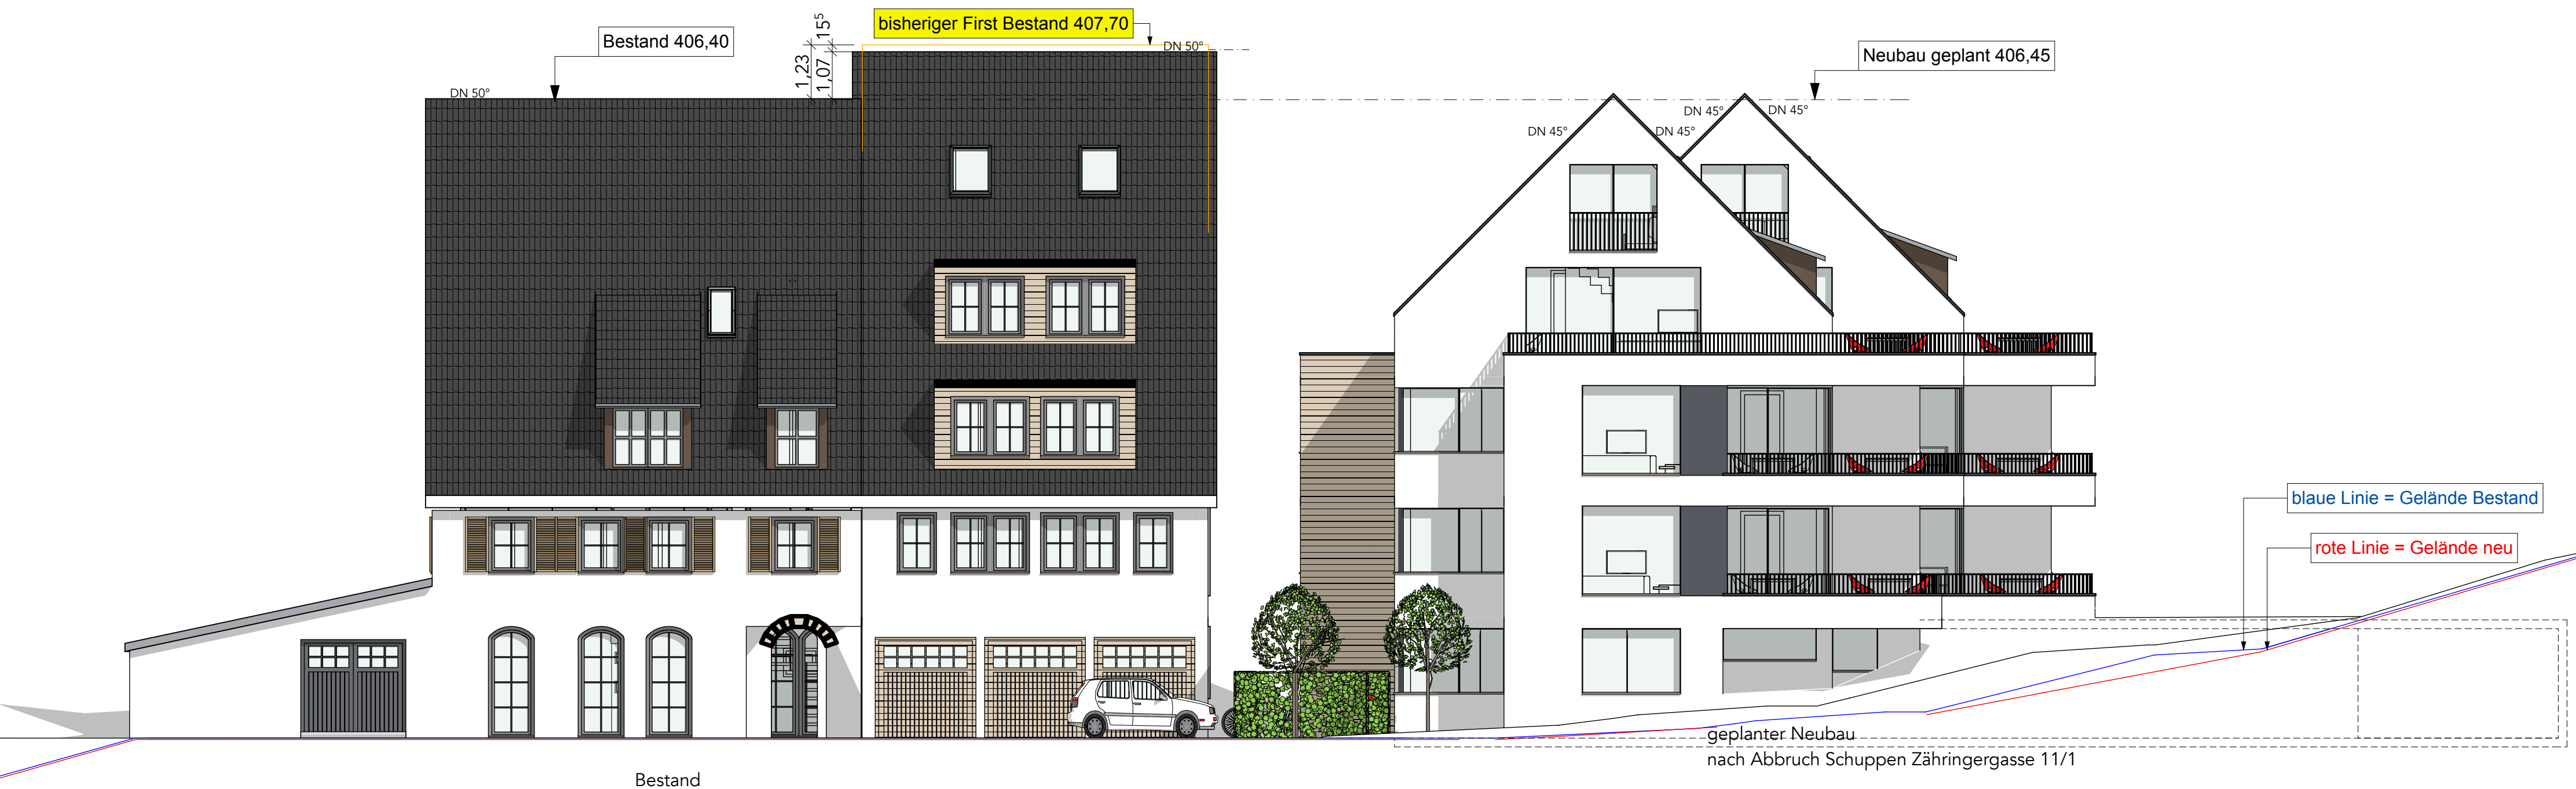 bisheriger First Bestand 407,70
Bestand 406,40
15⁵
1,23
1,07
DN 50°
DN 50°
Neubau geplant 406,45
DN 45°
DN 45°
DN 45°
DN 45°
blaue Linie = Gelände Bestand
rote Linie = Gelände neu
geplanter Neubau
nach Abbruch Schuppen Zähringergasse 11/1
Bestand